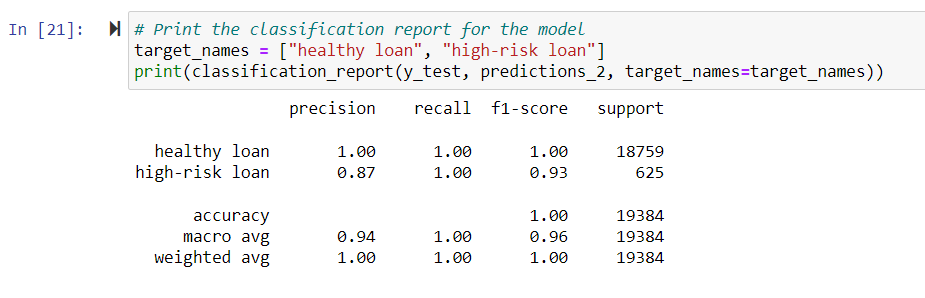 In [21]: # Print the classification report for the model
target_names = ["healthy loan", "high-risk loan"]
print(classification_report(y_test, predictions_2, target_names=target_names))
precision recall f1-score support
healthy loan 1.00 1.00 1.00 18759
high-risk loan 0.87 1.00 0.93 625
accuracy 1.00 19384
macro avg 0.94 1.00 0.96 19384
weighted avg 1.00 1.00 1.00 19384